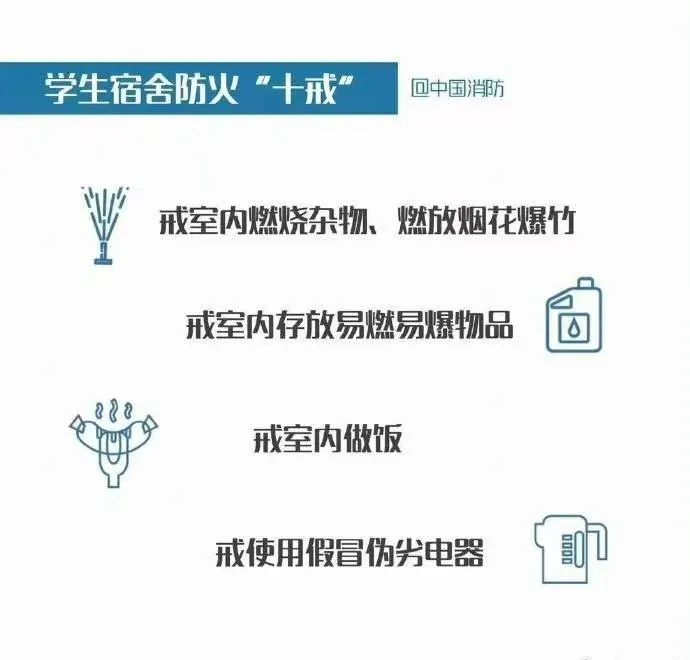 学生宿舍防火“十戒” @中国消防
戒室内燃烧杂物、燃放烟花爆竹
戒室内存放易燃易爆物品
戒室内做饭
戒使用假冒伪劣电器